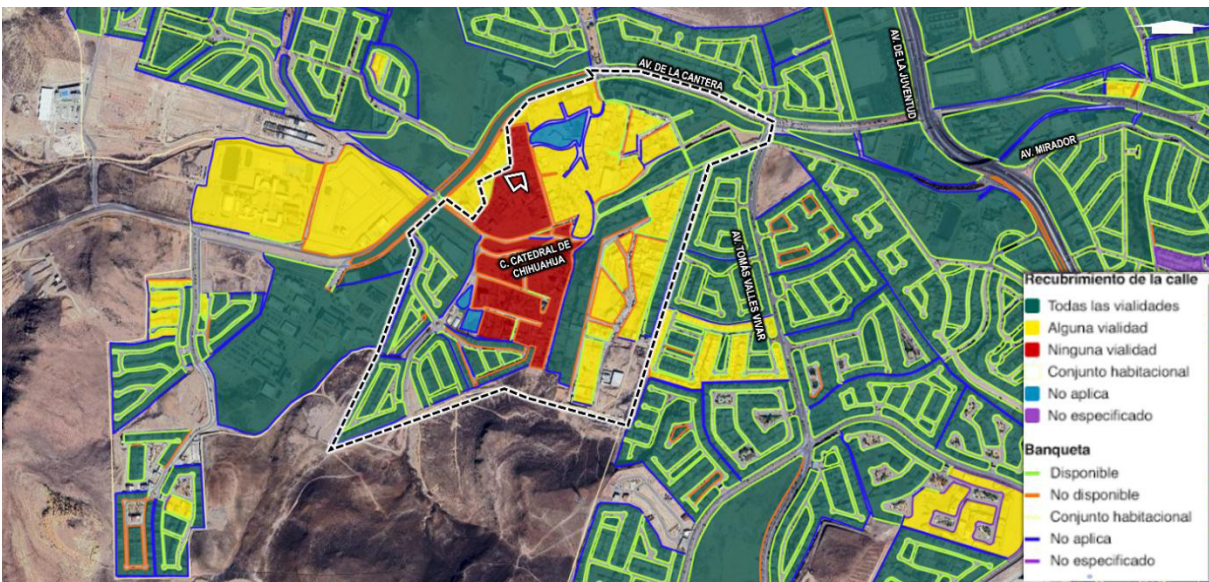 AV. DE LA CANTERA
AV. DE LA JUVENTUD
AV. MIRADOR
C. CATEDRAL DE
CHIHUAHUA
AV. TOMÁS VALLES VIVAR
Recubrimiento de la calle
Todas las vialidades
Alguna vialidad
Ninguna vialidad
Conjunto habitacional
No aplica
No especificado
Banqueta
Disponible
No disponible
Conjunto habitacional
No aplica
No especificado